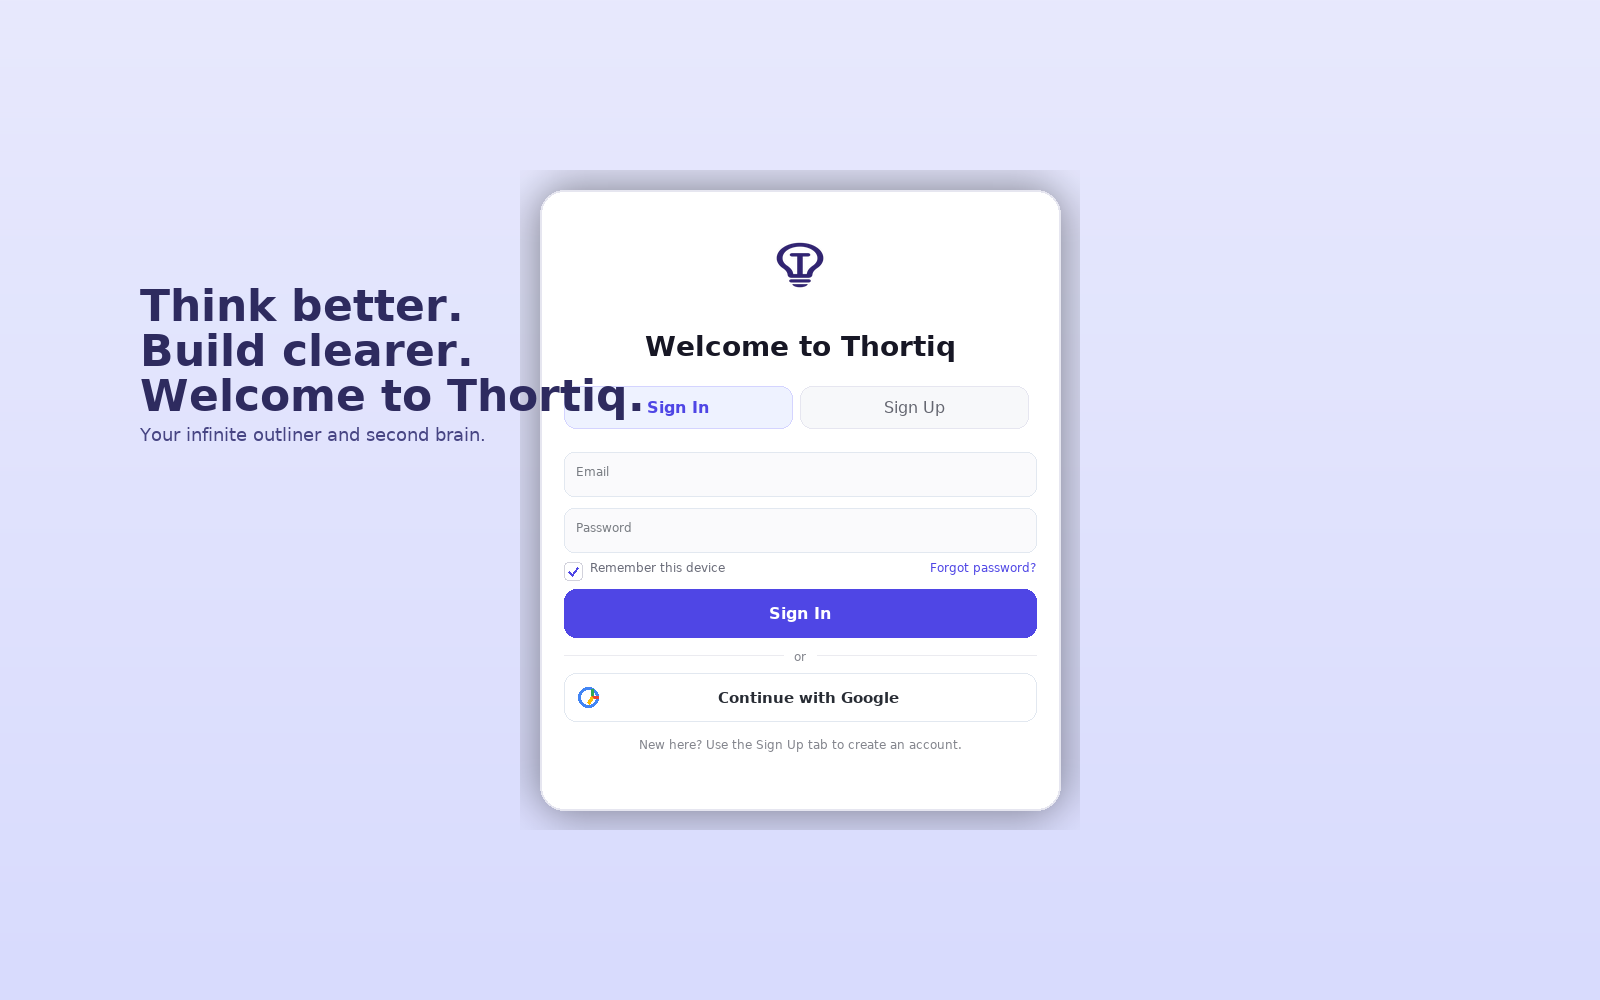 Think better.
Build clearer.
Welcome to Thortiq.
Your infinite outliner and second brain.
Welcome to Thortiq
Sign In
Sign Up
Email
Password
Remember this device
Forgot password?
Sign In
or
Continue with Google
New here? Use the Sign Up tab to create an account.